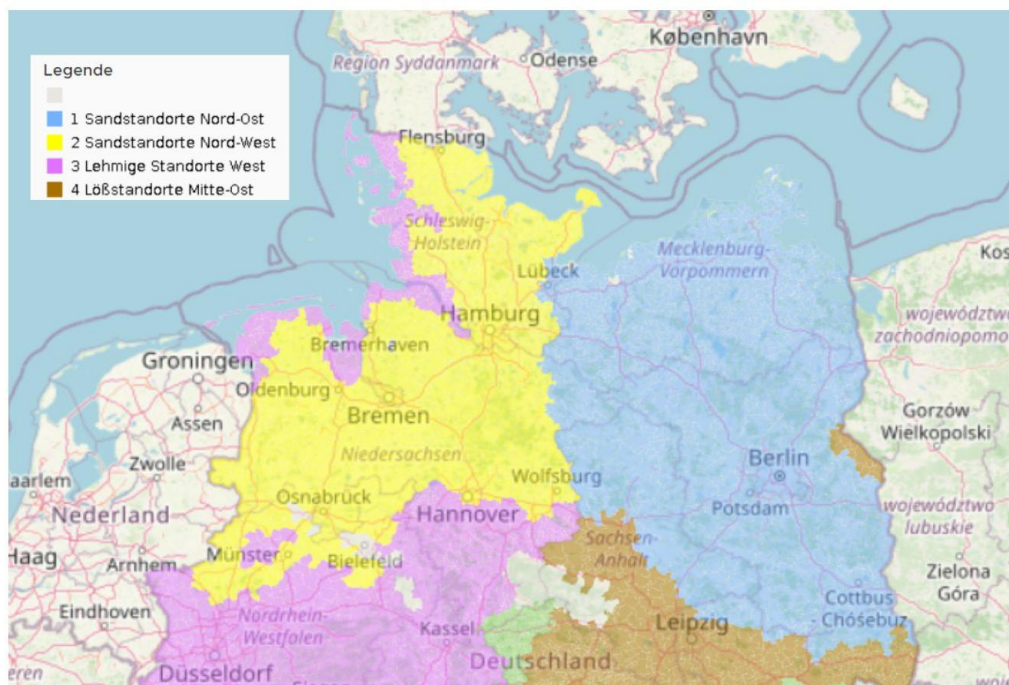 Legende
1 Sandstandorte Nord-Ost
2 Sandstandorte Nord-West
3 Lehmige Standorte West
4 Lößstandorte Mitte-Ost
København
Region Syddanmark
Odense
Flensburg
Schleswig-
Holstein
Mecklenburg-
Vorpommern
Kos
Lübeck
Hamburg
województwo
zachodniopomo
Bremerhaven
Groningen
Oldenburg
Assen
Bremen
Gorzów
Wielkopolski
Niedersachsen
Zwolle
Berlin
aarlem
Wolfsburg
Osnabrück
Potsdam
Nederland
Hannover
województwo
lubuskie
Haag
Münster
Bielefeld
Sachsen-
Anhalt
Arnhem
Zielona
Góra
Eindhoven
Cottbus
- Chóśebuz
Nordrhein-
Westfalen
Kassel
Leipzig
Düsseldorf
Deutschland